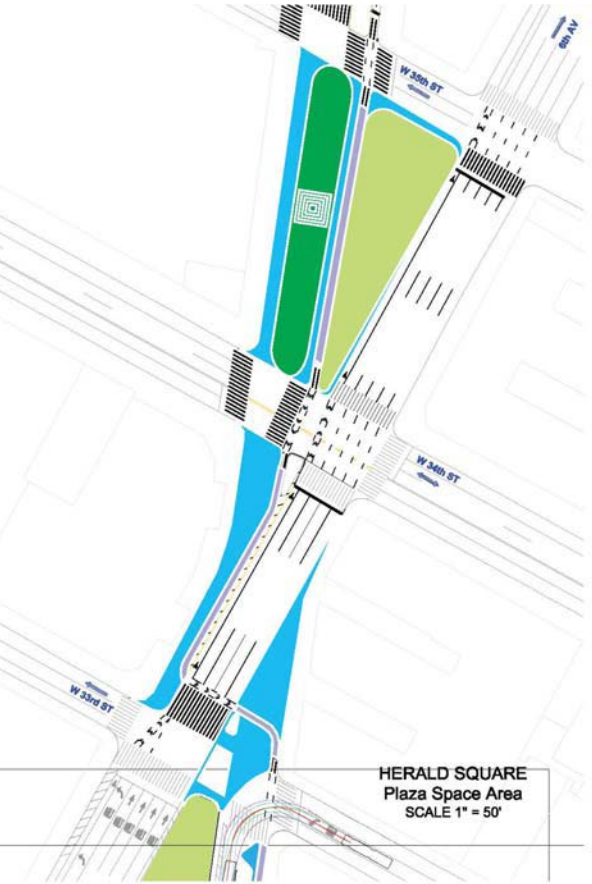 6th AV
W 35th ST
W 34th ST
W 33rd ST
HERALD SQUARE
Plaza Space Area
SCALE 1" = 50'